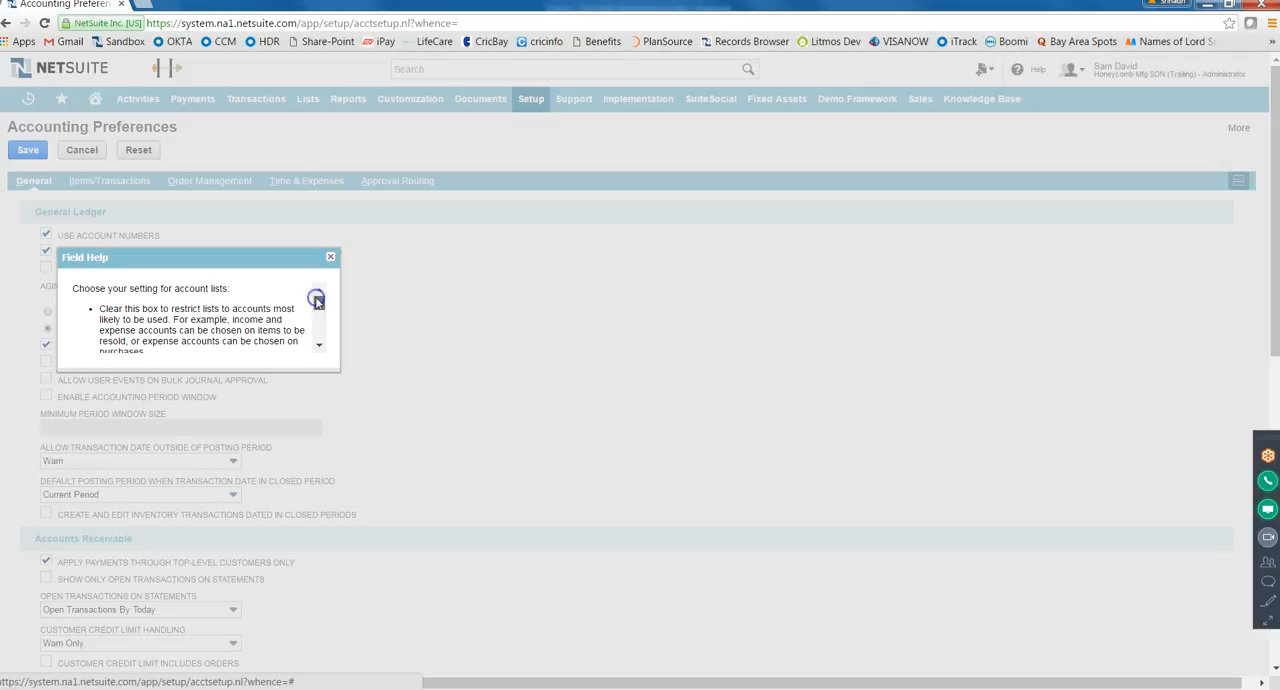 Accounting Preferences
NetSuite Inc. [US]
https://system.na1.netsuite.com/app/setup/acctsetup.nl?whence=
Apps Gmail Sandbox OKTA CCM HDR Share-Point iPay LifeCare CricBay cricinfo Benefits PlanSource Records Browser Litmos Dev VISANOW iTrack Boomi Bay Area Spots Names of Lord
NETSUITE
Search
Help
Sam David
Honeycomb Mfg SDN (Trailing) - Administrator
Activities Payments Transactions Lists Reports Customization Documents Setup Support Implementation SuiteSocial Fixed Assets Demo Framework Sales Knowledge Base
Accounting Preferences
More
Save Cancel Reset
General Items/Transactions Order Management Time & Expenses Approval Routing
General Ledger
USE ACCOUNT NUMBERS
Field Help
Choose your setting for account lists:
• Clear this box to restrict lists to accounts most
likely to be used. For example, income and
expense accounts can be chosen on items to be
resold, or expense accounts can be chosen on
purchases.
ALLOW USER EVENTS ON BULK JOURNAL APPROVAL
ENABLE ACCOUNTING PERIOD WINDOW
MINIMUM PERIOD WINDOW SIZE
ALLOW TRANSACTION DATE OUTSIDE OF POSTING PERIOD
Warn
DEFAULT POSTING PERIOD WHEN TRANSACTION DATE IN CLOSED PERIOD
Current Period
CREATE AND EDIT INVENTORY TRANSACTIONS DATED IN CLOSED PERIODS
Accounts Receivable
APPLY PAYMENTS THROUGH TOP-LEVEL CUSTOMERS ONLY
SHOW ONLY OPEN TRANSACTIONS ON STATEMENTS
OPEN TRANSACTIONS ON STATEMENTS
Open Transactions By Today
CUSTOMER CREDIT LIMIT HANDLING
Warn Only
CUSTOMER CREDIT LIMIT INCLUDES ORDERS
https://system.na1.netsuite.com/app/setup/acctsetup.nl?whence=#